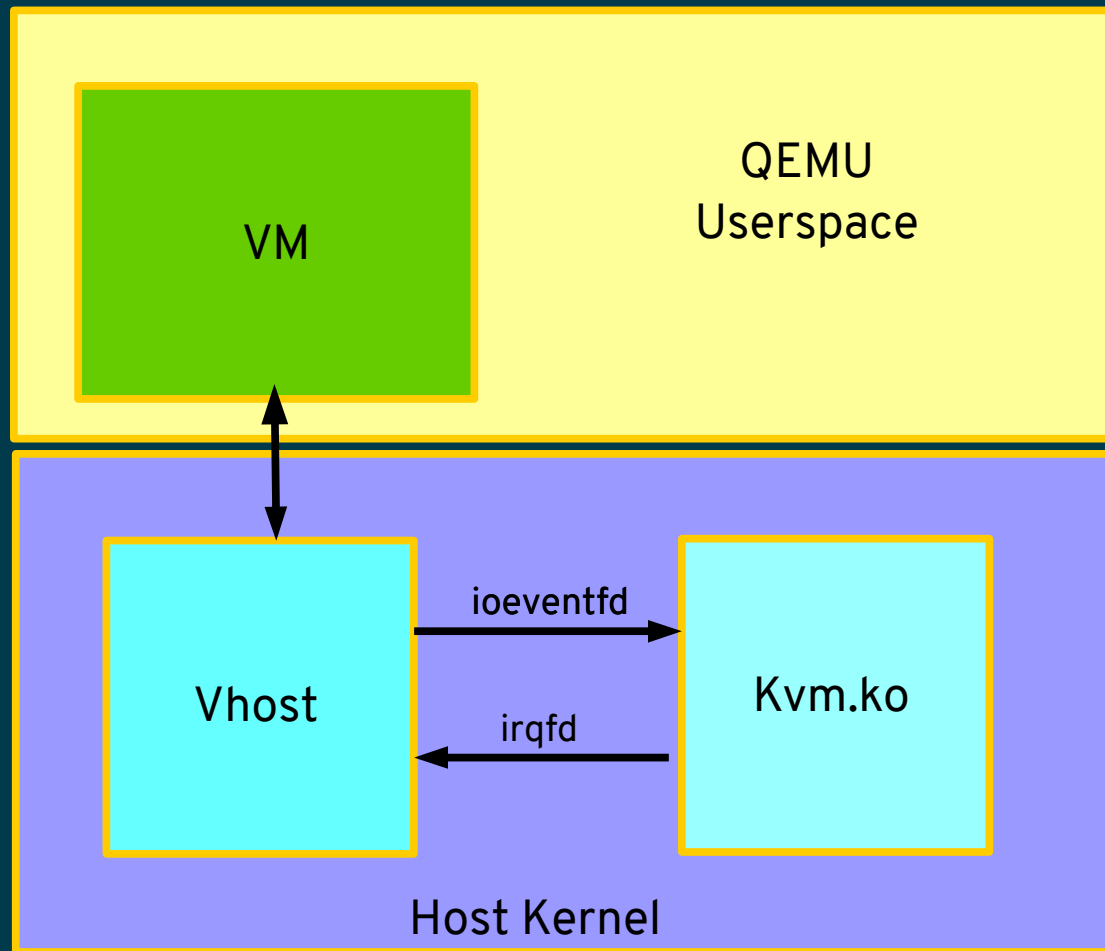 QEMU
Userspace
VM
ioeventfd
Vhost
Kvm.ko
irqfd
Host Kernel